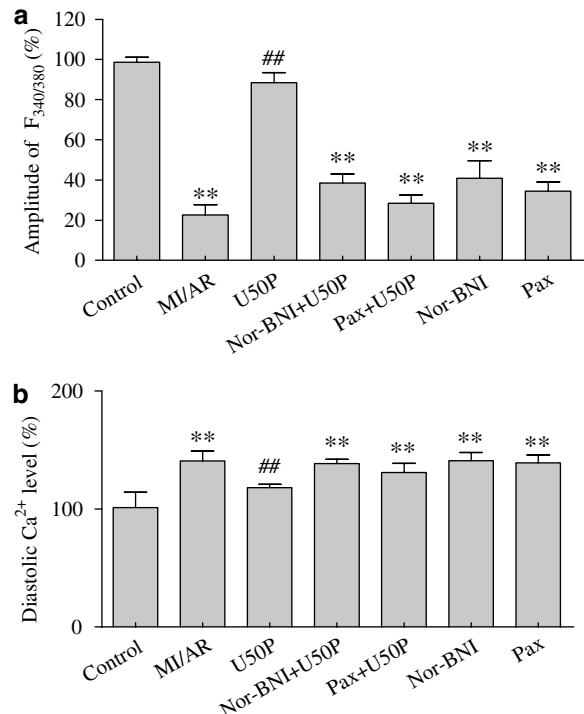 a
Amplitude of F340/380 (%)
120
100
80
60
40
20
0
**
##
**
**
**
**
Control
MI/AR
U50P
Nor-BNI+U50P
Pax+U50P
Nor-BNI
Pax
b
Diastolic Ca2+ level (%)
200
100
0
**
##
**
**
**
**
Control
MI/AR
U50P
Nor-BNI+U50P
Pax+U50P
Nor-BNI
Pax